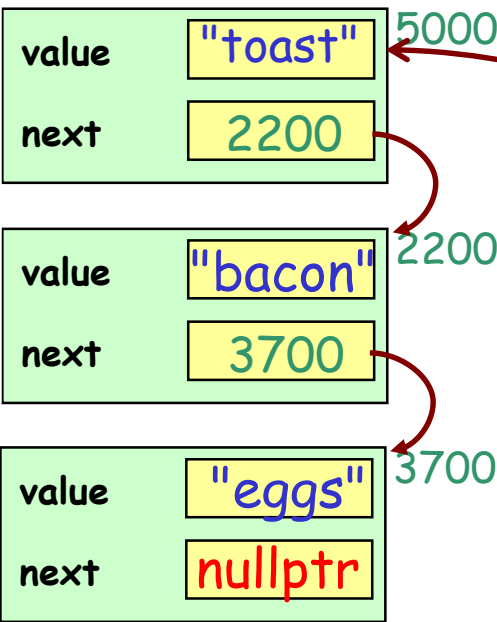 value "toast" 5000
next 2200
value "bacon" 2200
next 3700
value "eggs" 3700
next nullptr